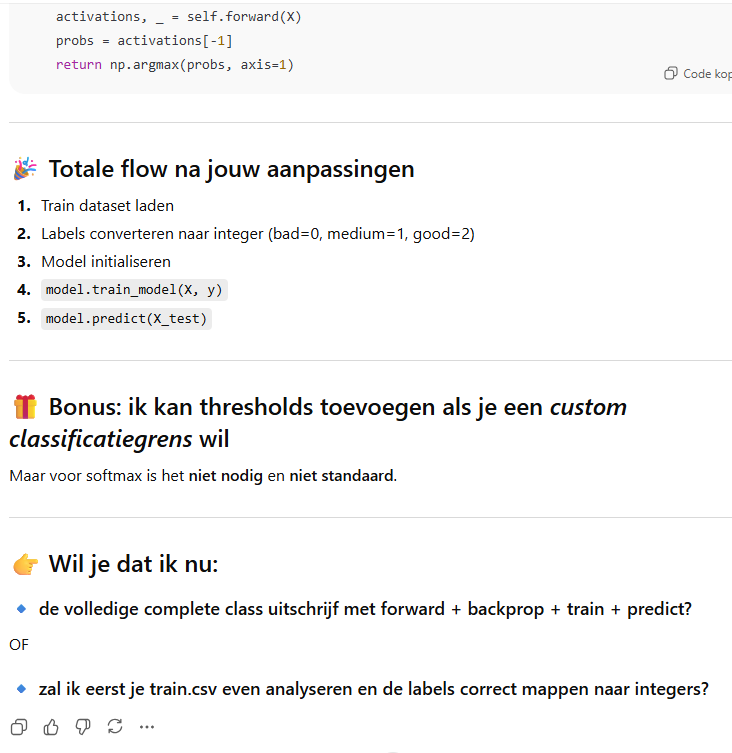 activations, _ = self.forward(X)
probs = activations[-1]
return np.argmax(probs, axis=1)
Code kop
🎉 Totale flow na jouw aanpassingen
1. Train dataset laden
2. Labels converteren naar integer (bad=0, medium=1, good=2)
3. Model initialiseren
4. model.train_model(X, y)
5. model.predict(X_test)
🎁 Bonus: ik kan thresholds toevoegen als je een custom
classificatiegrens wil
Maar voor softmax is het niet nodig en niet standaard.
👉 Wil je dat ik nu:
🔹 de volledige complete class uitschrijf met forward + backprop + train + predict?
OF
🔹 zal ik eerst je train.csv even analyseren en de labels correct mappen naar integers?